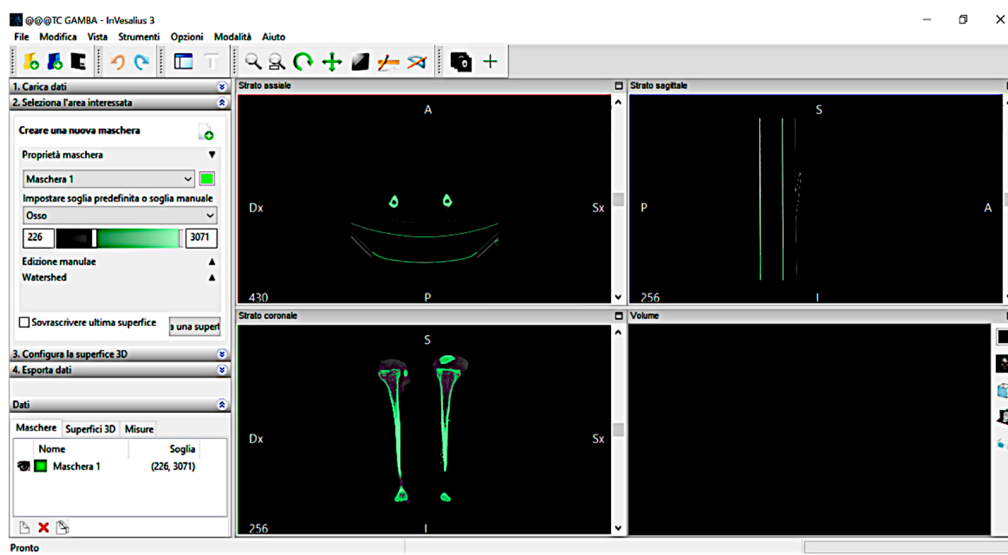 @@@TC GAMBA - InVesalius 3
File Modifica Vista Strumenti Opzioni Modalità Aiuto
1. Carica dati
2. Seleziona l'area interessata
Creare una nuova maschera
Proprietà maschera
Maschera 1
Impostare soglia predefinita o soglia manuale
Osso
226 3071
Edizione manulae
Watershed
Sovrascrivere ultima superfice
a una superf
3. Configura la superfice 3D
4. Esporta dati
Dati
Maschere Superfici 3D Misure
Nome Soglia
Maschera 1 (226, 3071)
Pronto
Strato assiale
A
Dx Sx
430 P
Strato sagittale
S
P A
256 I
Strato coronale
S
Dx Sx
256 I
Volume